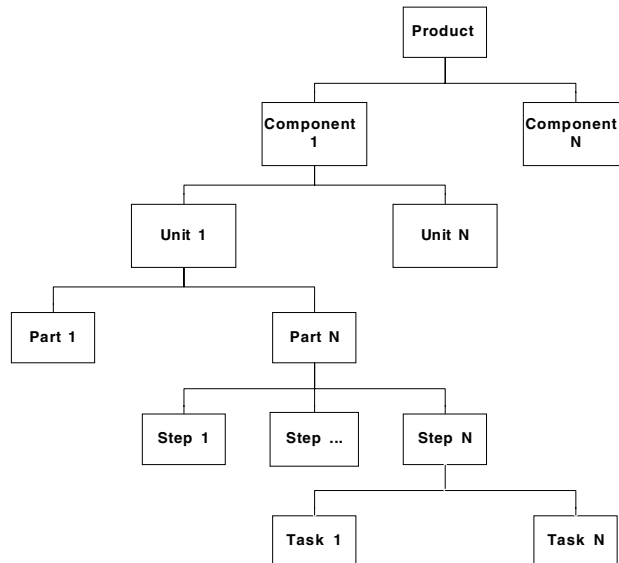 Product
Component
1
Component
N
Unit 1
Unit N
Part 1
Part N
Step 1
Step ...
Step N
Task 1
Task N